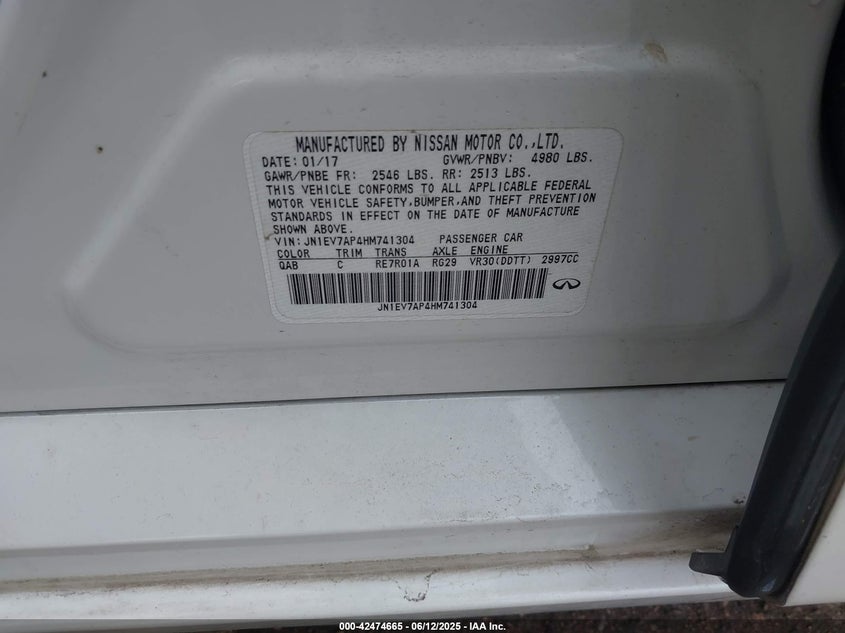 MANUFACTURED BY NISSAN MOTOR CO.,LTD.
DATE: 01/17 GVWR/PNBV: 4980 LBS.
GAWR/PNBE FR: 2546 LBS. RR: 2513 LBS.
THIS VEHICLE CONFORMS TO ALL APPLICABLE FEDERAL
MOTOR VEHICLE SAFETY,BUMPER,AND THEFT PREVENTION
STANDARDS IN EFFECT ON THE DATE OF MANUFACTURE
SHOWN ABOVE.
VIN: JN1EV7AP4HM741304 PASSENGER CAR
COLOR TRIM TRANS AXLE ENGINE
QAB C RE7R01A RG29 VR30(DDTT) 2997CC
JN1EV7AP4HM741304
000-42474665 - 06/12/2025 - IAA Inc.